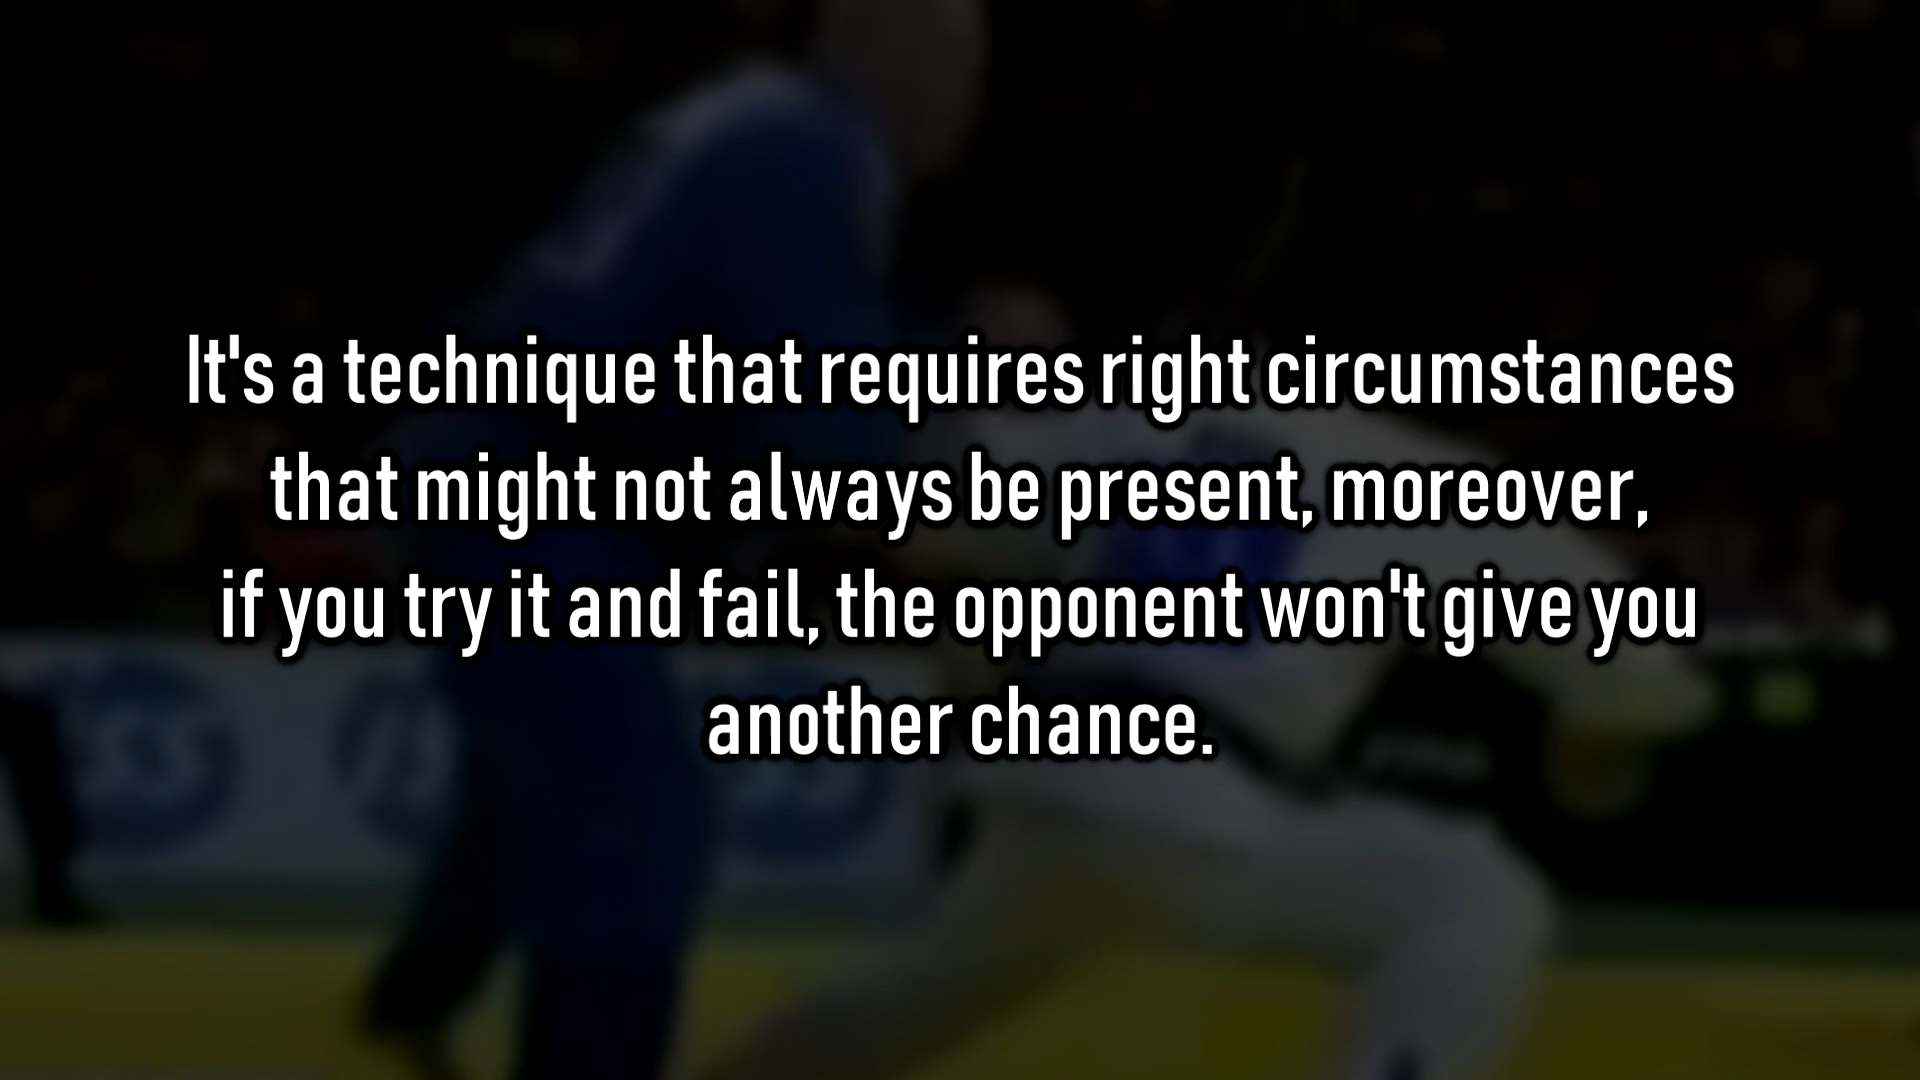 It's a technique that requires right circumstances
that might not always be present, moreover,
if you try it and fail, the opponent won't give you
another chance.